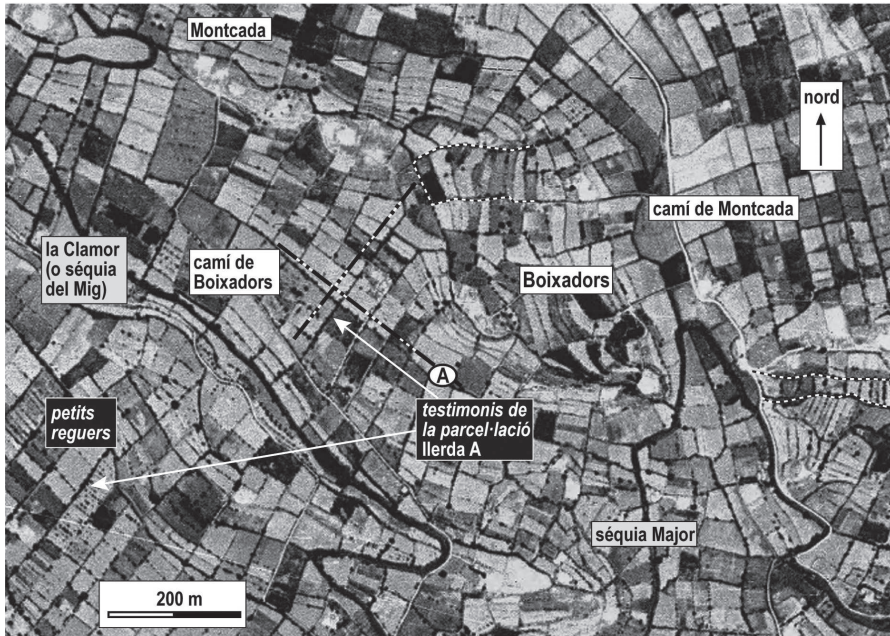 Montcada
nord
camí de Montcada
la Clamor
(o séquia
del Mig)
camí de
Boixadors
Boixadors
A
petits
reguers
testimonis de
la parcel·lació
Ilerda A
séquia Major
200 m